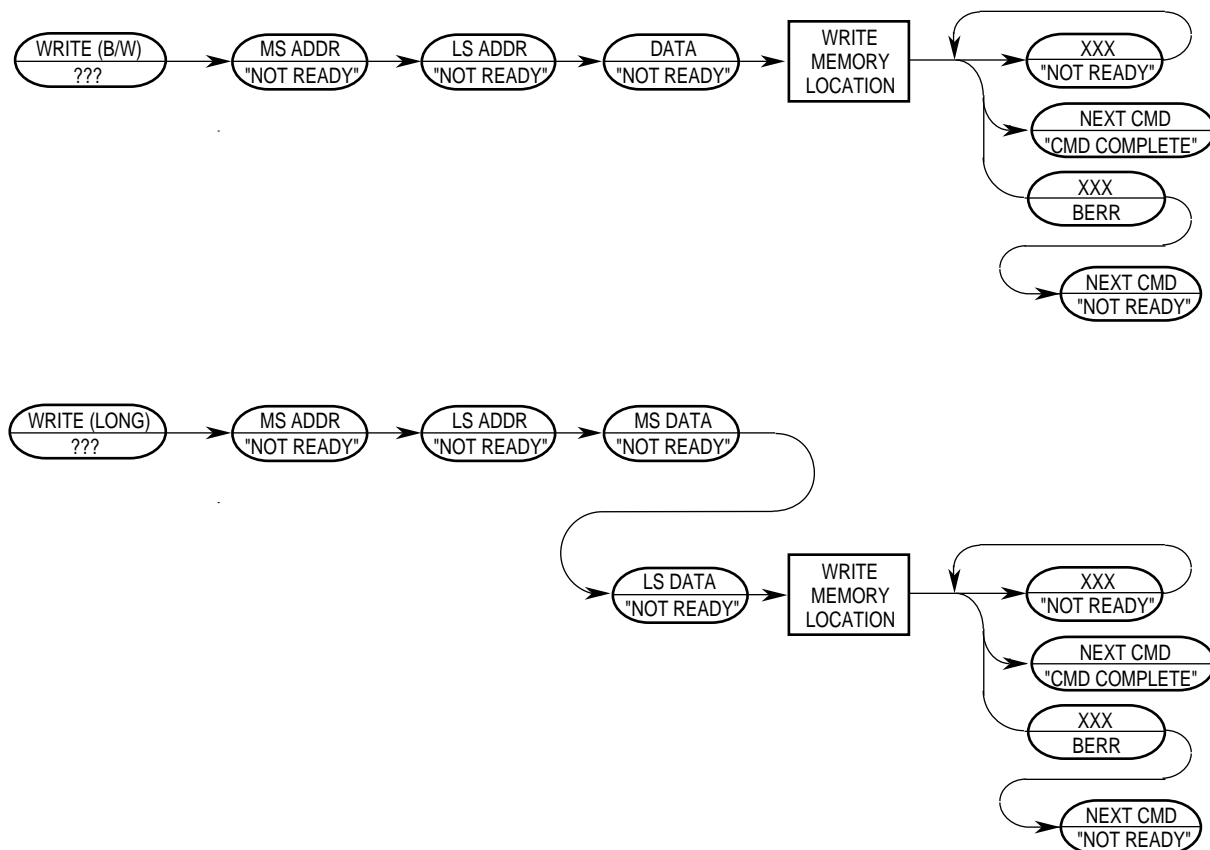 WRITE (B/W)
???
MS ADDR
"NOT READY"
LS ADDR
"NOT READY"
DATA
"NOT READY"
WRITE
MEMORY
LOCATION
XXX
"NOT READY"
NEXT CMD
"CMD COMPLETE"
XXX
BERR
NEXT CMD
"NOT READY"
WRITE (LONG)
???
MS ADDR
"NOT READY"
LS ADDR
"NOT READY"
MS DATA
"NOT READY"
LS DATA
"NOT READY"
WRITE
MEMORY
LOCATION
XXX
"NOT READY"
NEXT CMD
"CMD COMPLETE"
XXX
BERR
NEXT CMD
"NOT READY"